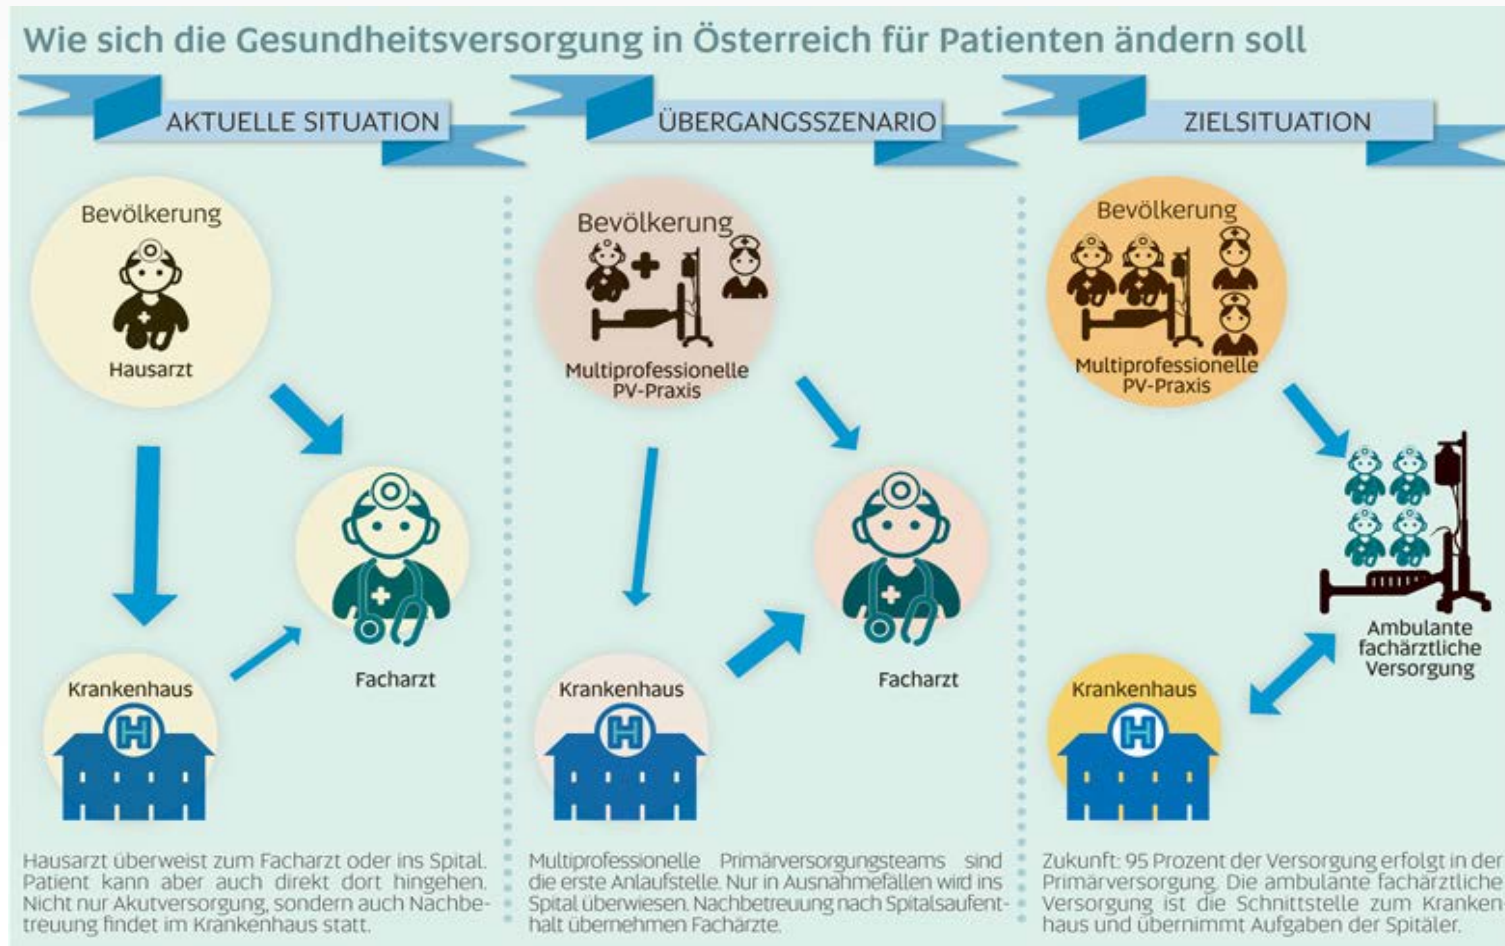 Wie sich die Gesundheitsversorgung in Österreich für Patienten ändern soll
AKTUELLE SITUATION
Bevölkerung
Hausarzt
Facharzt
Krankenhaus
H
Hausarzt überweist zum Facharzt oder ins Spital.
Patient kann aber auch direkt dort hingehen.
Nicht nur Akutversorgung, sondern auch Nachbe-
treuung findet im Krankenhaus statt.
ÜBERGANGSSZENARIO
Bevölkerung
Multiprofessionelle
PV-Praxis
Facharzt
Krankenhaus
H
Multiprofessionelle Primärversorgungsteams sind
die erste Anlaufstelle. Nur in Ausnahmefällen wird ins
Spital überwiesen. Nachbetreuung nach Spitalsaufent-
halt übernehmen Fachärzte.
ZIELSITUATION
Bevölkerung
Multiprofessionelle
PV-Praxis
Ambulante
fachärztliche
Versorgung
Krankenhaus
H
Zukunft: 95 Prozent der Versorgung erfolgt in der
Primärversorgung. Die ambulante fachärztliche
Versorgung ist die Schnittstelle zum Kranken-
haus und übernimmt Aufgaben der Spitäler.